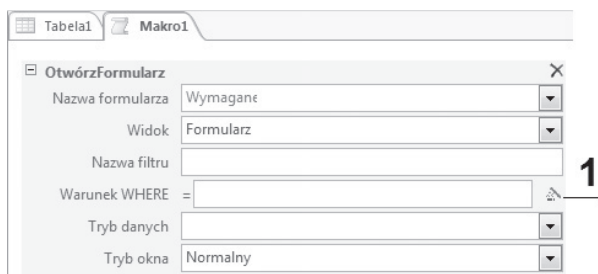 Tabela1 Makro1
OtwórzFormularz
Nazwa formularza Wymagane
Widok Formularz
Nazwa filtru
Warunek WHERE = 1
Tryb danych
Tryb okna Normalny